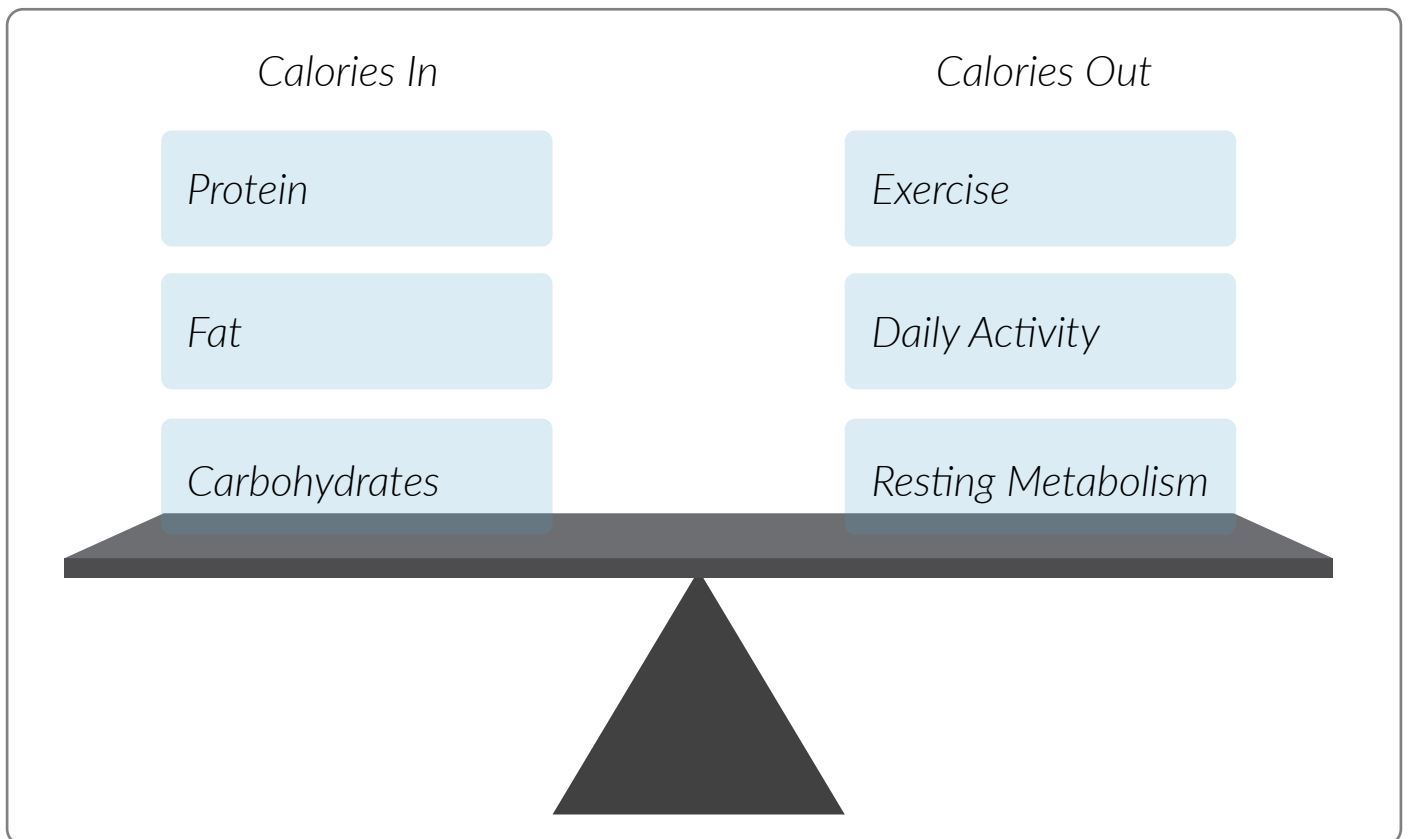 Calories In
Protein
Fat
Carbohydrates
Calories Out
Exercise
Daily Activity
Resting Metabolism